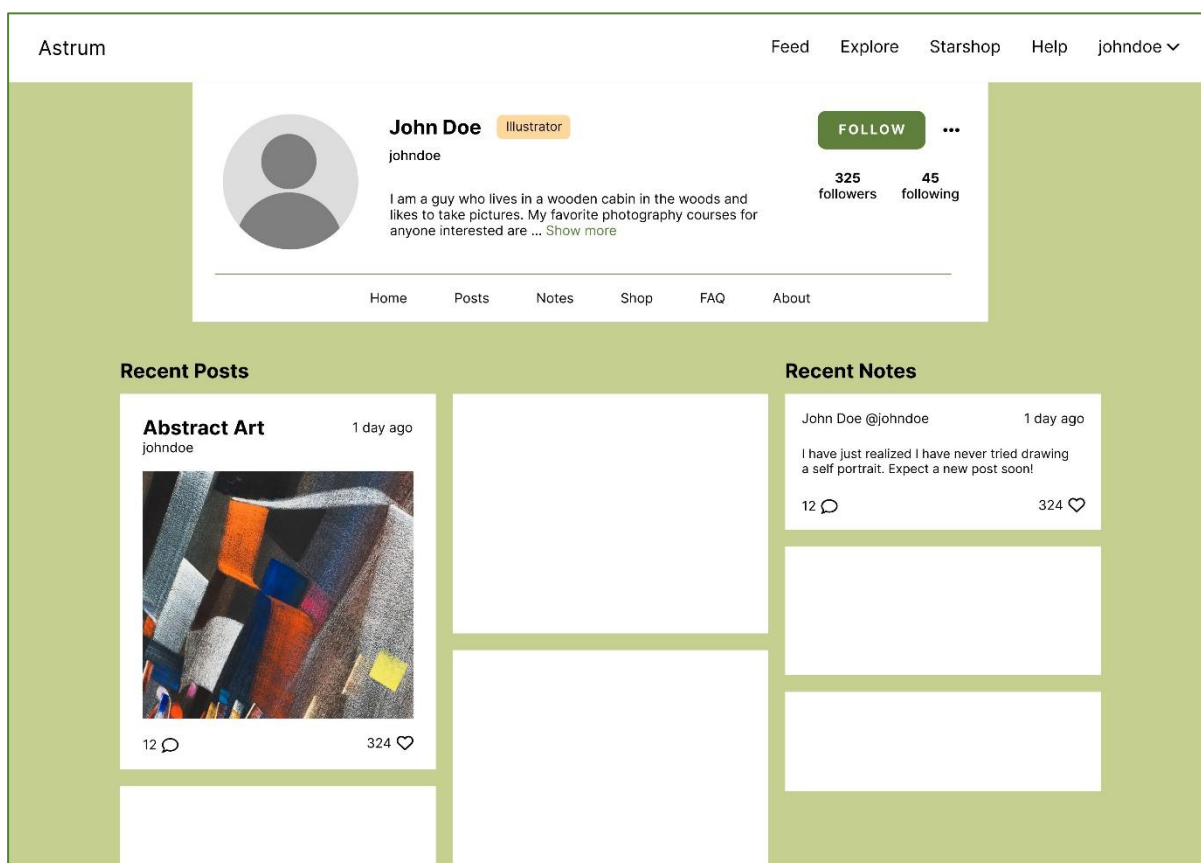 Astrum
Feed Explore Starshop Help johndoe
John Doe Illustrator
johndoe
I am a guy who lives in a wooden cabin in the woods and
likes to take pictures. My favorite photography courses for
anyone interested are ... Show more
FOLLOW •••
325 45
followers following
Home Posts Notes Shop FAQ About
Recent Posts
Abstract Art 1 day ago
johndoe
12 324
Recent Notes
John Doe @johndoe 1 day ago
I have just realized I have never tried drawing
a self portrait. Expect a new post soon!
12 324